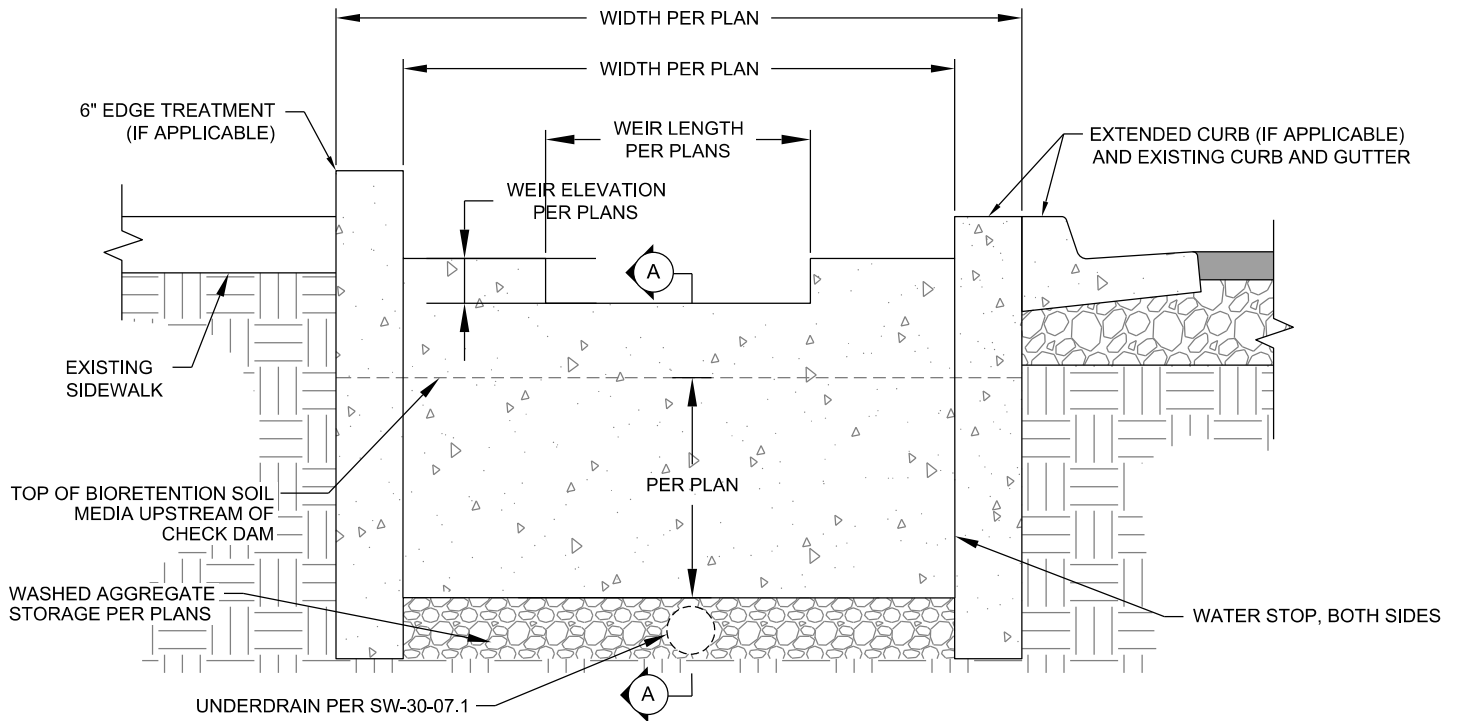 WIDTH PER PLAN
WIDTH PER PLAN
6" EDGE TREATMENT
(IF APPLICABLE)
WEIR LENGTH
PER PLANS
EXTENDED CURB (IF APPLICABLE)
AND EXISTING CURB AND GUTTER
WEIR ELEVATION
PER PLANS
A
EXISTING
SIDEWALK
TOP OF BIORETENTION SOIL
MEDIA UPSTREAM OF
CHECK DAM
PER PLAN
WASHED AGGREGATE
STORAGE PER PLANS
WATER STOP, BOTH SIDES
A
UNDERDRAIN PER SW-30-07.1